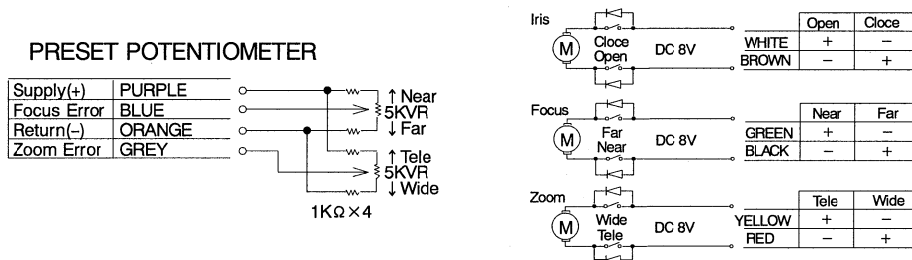 PRESET POTENTIOMETER
Supply(+) PURPLE
Focus Error BLUE
Return(−) ORANGE
Zoom Error GREY
↑ Near
5KVR
↓ Far
↑ Tele
5KVR
↓ Wide
1KΩ×4
Iris
M
Cloce
Open
DC 8V
Open Cloce
WHITE + −
BROWN − +
Focus
M
Far
Near
DC 8V
Near Far
GREEN + −
BLACK − +
Zoom
M
Wide
Tele
DC 8V
Tele Wide
YELLOW + −
RED − +